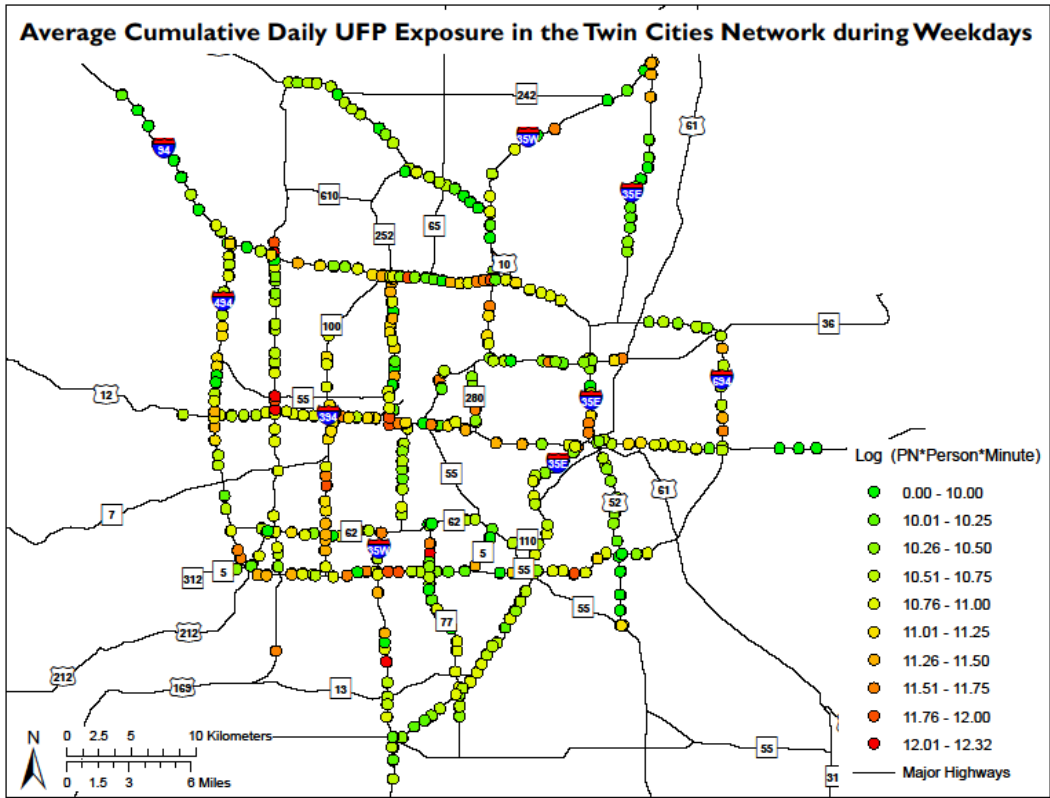 Average Cumulative Daily UFP Exposure in the Twin Cities Network during Weekdays
242
61
35W
94
35E
610
65
252
10
494
100
36
694
12
55
280
394
35E
35E
Log (PN*Person*Minute)
55
61
0.00 - 10.00
52
7
62
62
10.01 - 10.25
110
35W
10.26 - 10.50
5
312
5
55
10.51 - 10.75
55
10.76 - 11.00
77
212
11.01 - 11.25
11.26 - 11.50
212
169
13
11.51 - 11.75
11.76 - 12.00
N
0 2.5 5 10 Kilometers
12.01 - 12.32
55
0 1.5 3 6 Miles
31
Major Highways